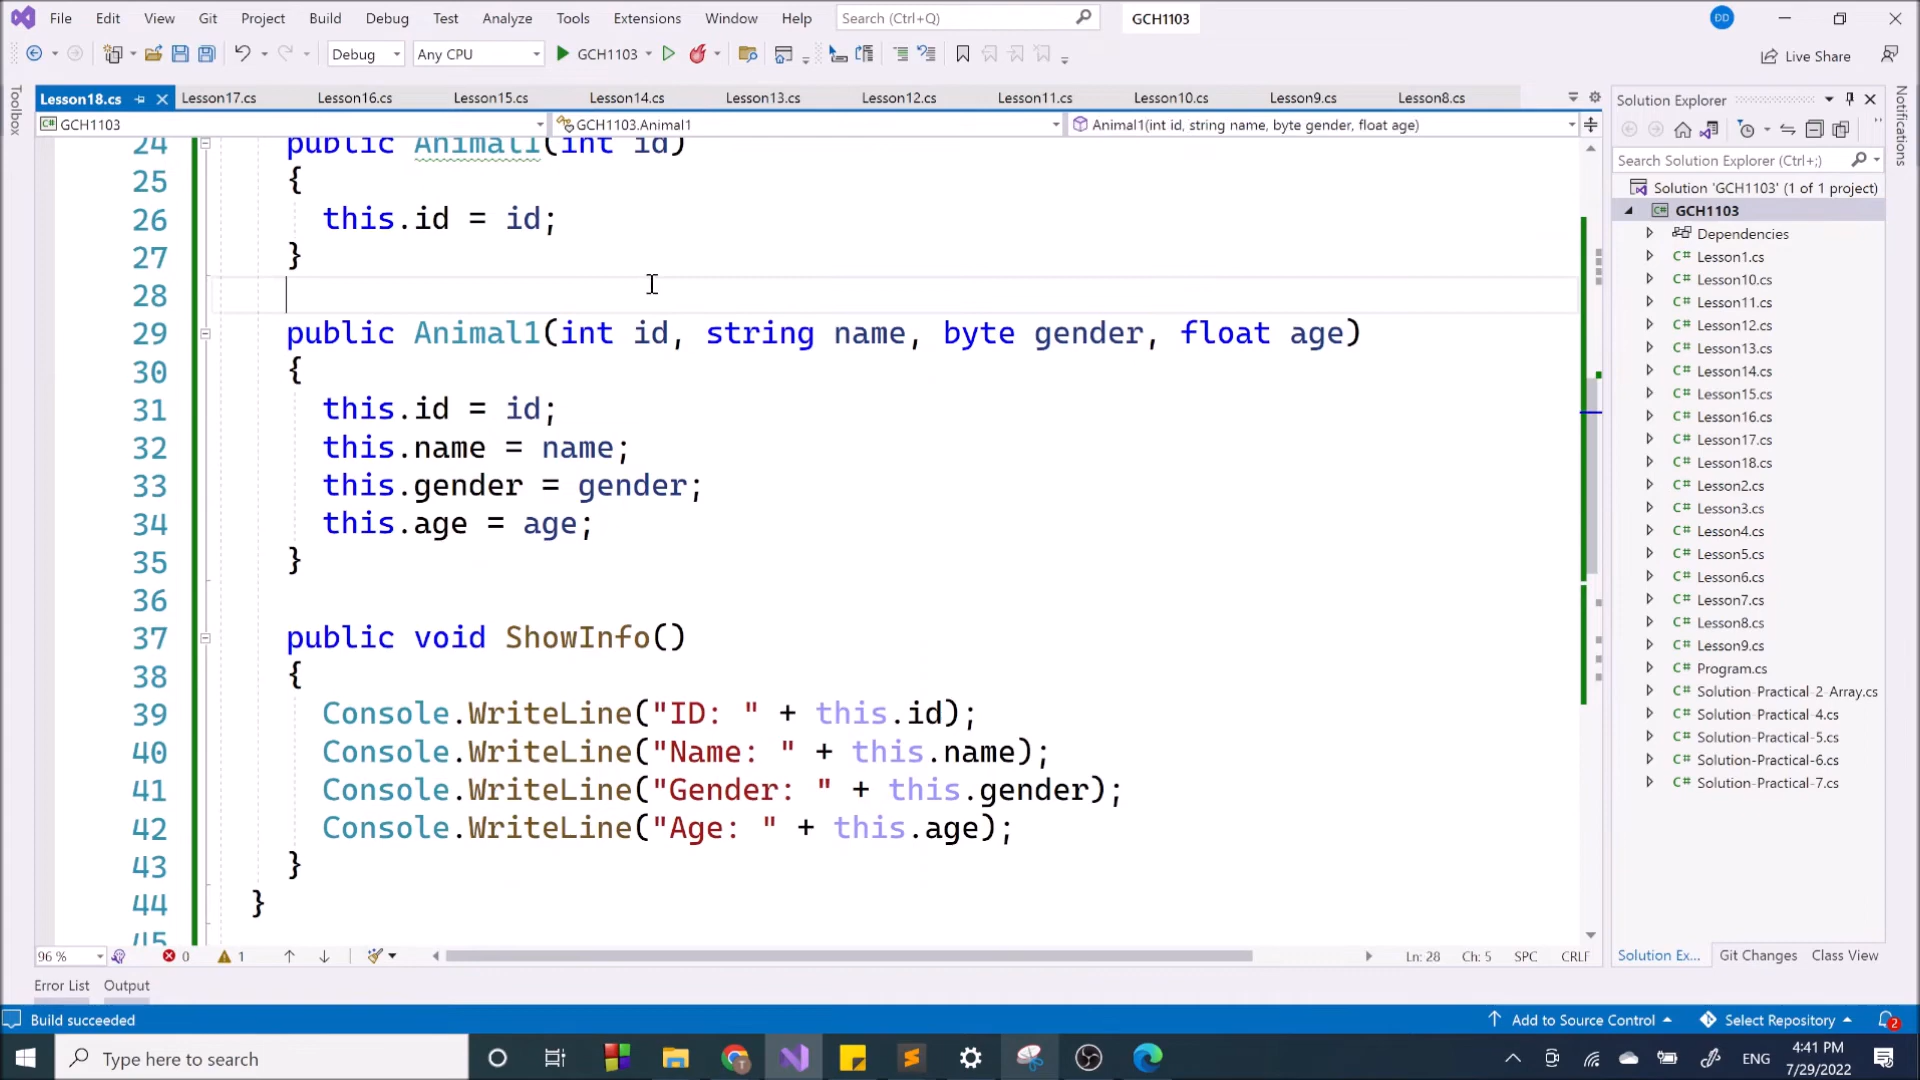 File Edit View Git Project Build Debug Test Analyze Tools Extensions Window Help Search (Ctrl+Q) GCH1103 DD
Debug Any CPU GCH1103 Live Share
Toolbox
Lesson18.cs Lesson17.cs Lesson16.cs Lesson15.cs Lesson14.cs Lesson13.cs Lesson12.cs Lesson11.cs Lesson10.cs Lesson9.cs Lesson8.cs
GCH1103 GCH1103.Animal1 Animal1(int id, string name, byte gender, float age)
24 public Animal1(int id)
25 {
26 this.id = id;
27 }
28
29 public Animal1(int id, string name, byte gender, float age)
30 {
31 this.id = id;
32 this.name = name;
33 this.gender = gender;
34 this.age = age;
35 }
36
37 public void ShowInfo()
38 {
39 Console.WriteLine("ID: " + this.id);
40 Console.WriteLine("Name: " + this.name);
41 Console.WriteLine("Gender: " + this.gender);
42 Console.WriteLine("Age: " + this.age);
43 }
44 }
45
96 % 0 1 Ln: 28 Ch: 5 SPC CRLF
Error List Output
Solution Explorer
Search Solution Explorer (Ctrl+;)
Solution 'GCH1103' (1 of 1 project)
C# GCH1103
Dependencies
C# Lesson1.cs
C# Lesson10.cs
C# Lesson11.cs
C# Lesson12.cs
C# Lesson13.cs
C# Lesson14.cs
C# Lesson15.cs
C# Lesson16.cs
C# Lesson17.cs
C# Lesson18.cs
C# Lesson2.cs
C# Lesson3.cs
C# Lesson4.cs
C# Lesson5.cs
C# Lesson6.cs
C# Lesson7.cs
C# Lesson8.cs
C# Lesson9.cs
C# Program.cs
C# Solution-Practical-2-Array.cs
C# Solution-Practical-4.cs
C# Solution-Practical-5.cs
C# Solution-Practical-6.cs
C# Solution-Practical-7.cs
Solution Ex... Git Changes Class View
Notifications
Build succeeded Add to Source Control Select Repository 2
Type here to search ENG 4:41 PM
7/29/2022